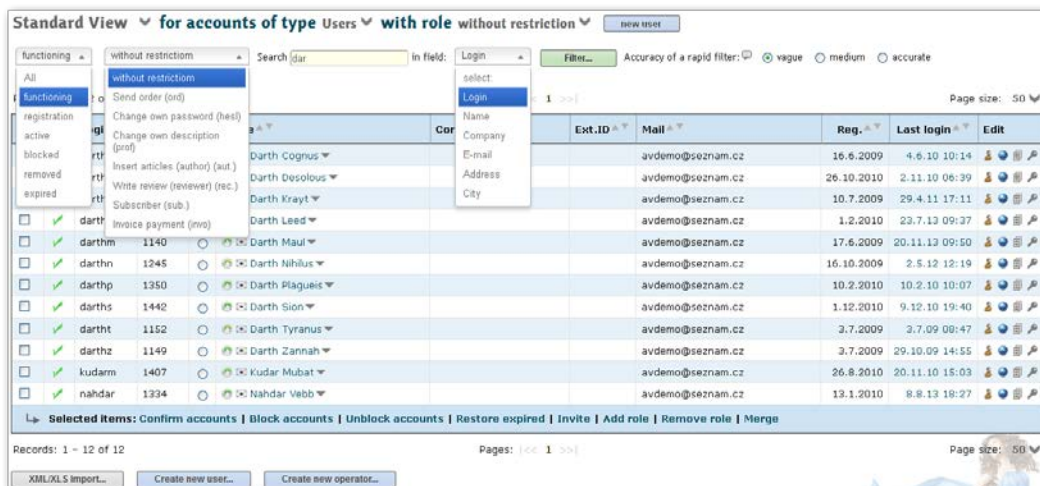 Standard View for accounts of type Users with role without restriction new user
functioning without restrictiom Search dar in field: Login Filter... Accuracy of a rapid filter: vague medium accurate
All without restrictiom select:
functioning Send order (ord) Login 1 >>| Page size: 50
registration Change own password (hesl) Name
active Change own description (prof) Company Ext.ID Mail Reg. Last login Edit
blocked Insert articles (author) (aut.) E-mail
removed Write review (reviewer) (rec.) Address
expired Subscriber (sub.) City
Invoice payment (invo)
Darth Cognus avdemo@seznam.cz 16.6.2009 4.6.10 10:14
Darth Desolous avdemo@seznam.cz 26.10.2010 2.11.10 06:39
Darth Krayt avdemo@seznam.cz 10.7.2009 29.4.11 17:11
Darth Leed avdemo@seznam.cz 1.2.2010 23.7.13 09:37
darthm 1140 Darth Maul avdemo@seznam.cz 17.6.2009 20.11.13 09:50
darthn 1245 Darth Nihilus avdemo@seznam.cz 16.10.2009 2.5.12 12:19
darthp 1350 Darth Plagueis avdemo@seznam.cz 10.2.2010 10.2.10 10:07
darths 1442 Darth Sion avdemo@seznam.cz 1.12.2010 9.12.10 19:40
dartht 1152 Darth Tyranus avdemo@seznam.cz 3.7.2009 3.7.09 08:47
darthz 1149 Darth Zannah avdemo@seznam.cz 3.7.2009 29.10.09 14:55
kudarm 1407 Kudar Mubat avdemo@seznam.cz 26.8.2010 20.11.10 15:03
nahdar 1334 Nahdar Vebb avdemo@seznam.cz 13.1.2010 8.8.13 18:27
Selected items: Confirm accounts | Block accounts | Unblock accounts | Restore expired | Invite | Add role | Remove role | Merge
Records: 1 - 12 of 12 Pages: |<< 1 >>| Page size: 50
XML/XLS Import... Create new user... Create new operator...